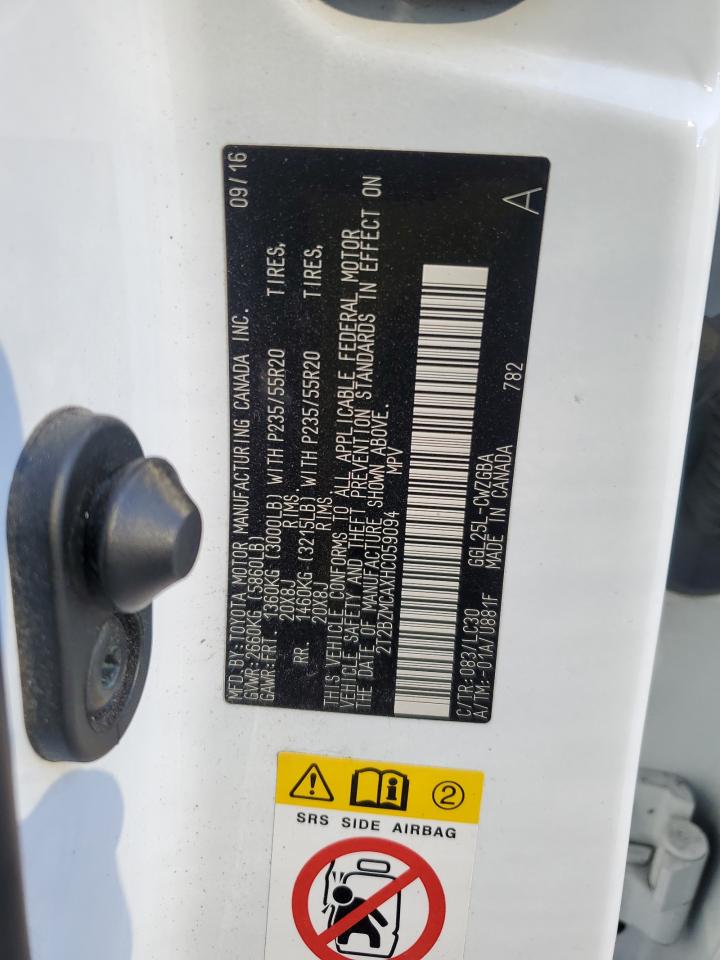 MFD.BY:TOYOTA MOTOR MANUFACTURING CANADA INC. 09/16
GVWR:2660KG (5860LB)
GAWR:FRT. 1360KG (3000LB) WITH P235/55R20 TIRES,
20X8J RIMS,
RR. 1460KG (3215LB) WITH P235/55R20 TIRES,
20X8J RIMS,
THIS VEHICLE CONFORMS TO ALL APPLICABLE FEDERAL MOTOR
VEHICLE SAFETY AND THEFT PREVENTION STANDARDS IN EFFECT ON
THE DATE OF MANUFACTURE SHOWN ABOVE.
2T2BZMCAXHC059094 MPV
C/TR:083/LC30 GGL25L-CWZGBA A
A/TM:-01A/U881F MADE IN CANADA 782
2
SRS SIDE AIRBAG